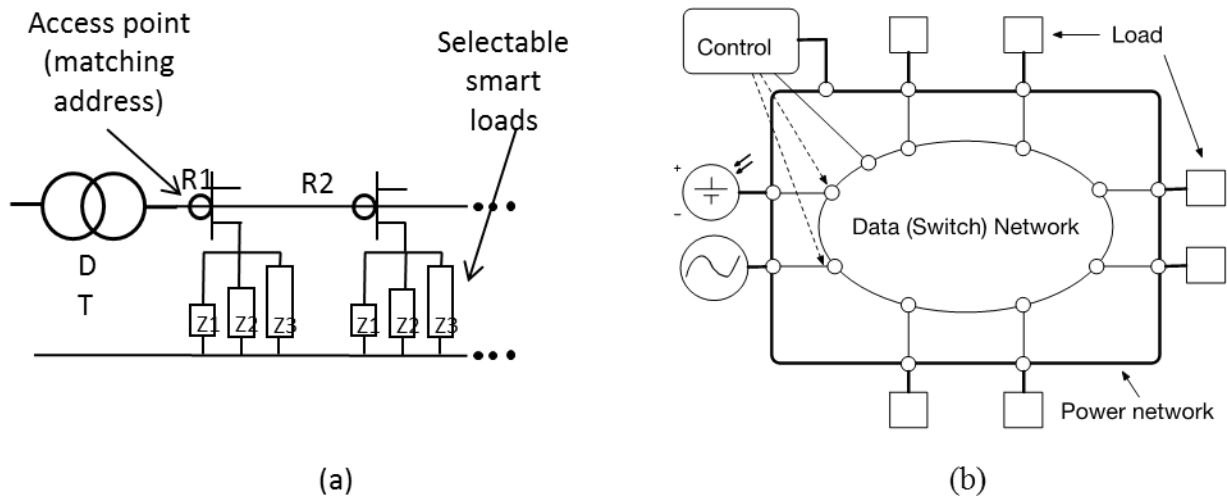 Access point
(matching
address)
Selectable
smart
loads
R1
R2
D
T
Z1
Z2
Z3
Z1
Z2
Z3
(a)
Control
Load
+
−
Data (Switch) Network
Power network
(b)